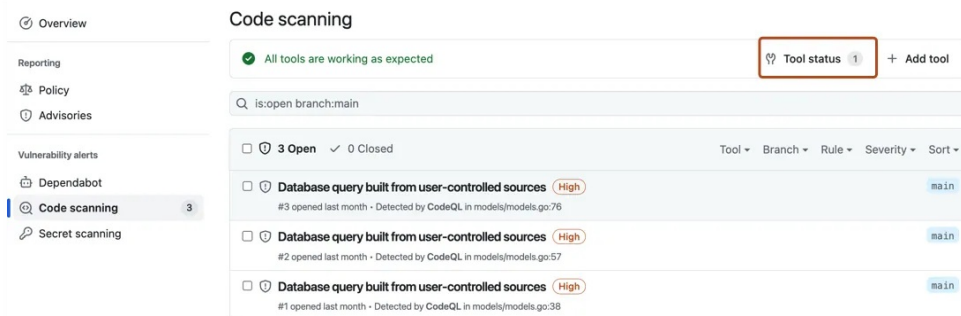 Overview
Reporting
Policy
Advisories
Vulnerability alerts
Dependabot
Code scanning 3
Secret scanning
Code scanning
All tools are working as expected
Tool status 1
Add tool
is:open branch:main
3 Open 0 Closed
Tool Branch Rule Severity Sort
Database query built from user-controlled sources High main
#3 opened last month • Detected by CodeQL in models/models.go:76
Database query built from user-controlled sources High main
#2 opened last month • Detected by CodeQL in models/models.go:57
Database query built from user-controlled sources High main
#1 opened last month • Detected by CodeQL in models/models.go:38